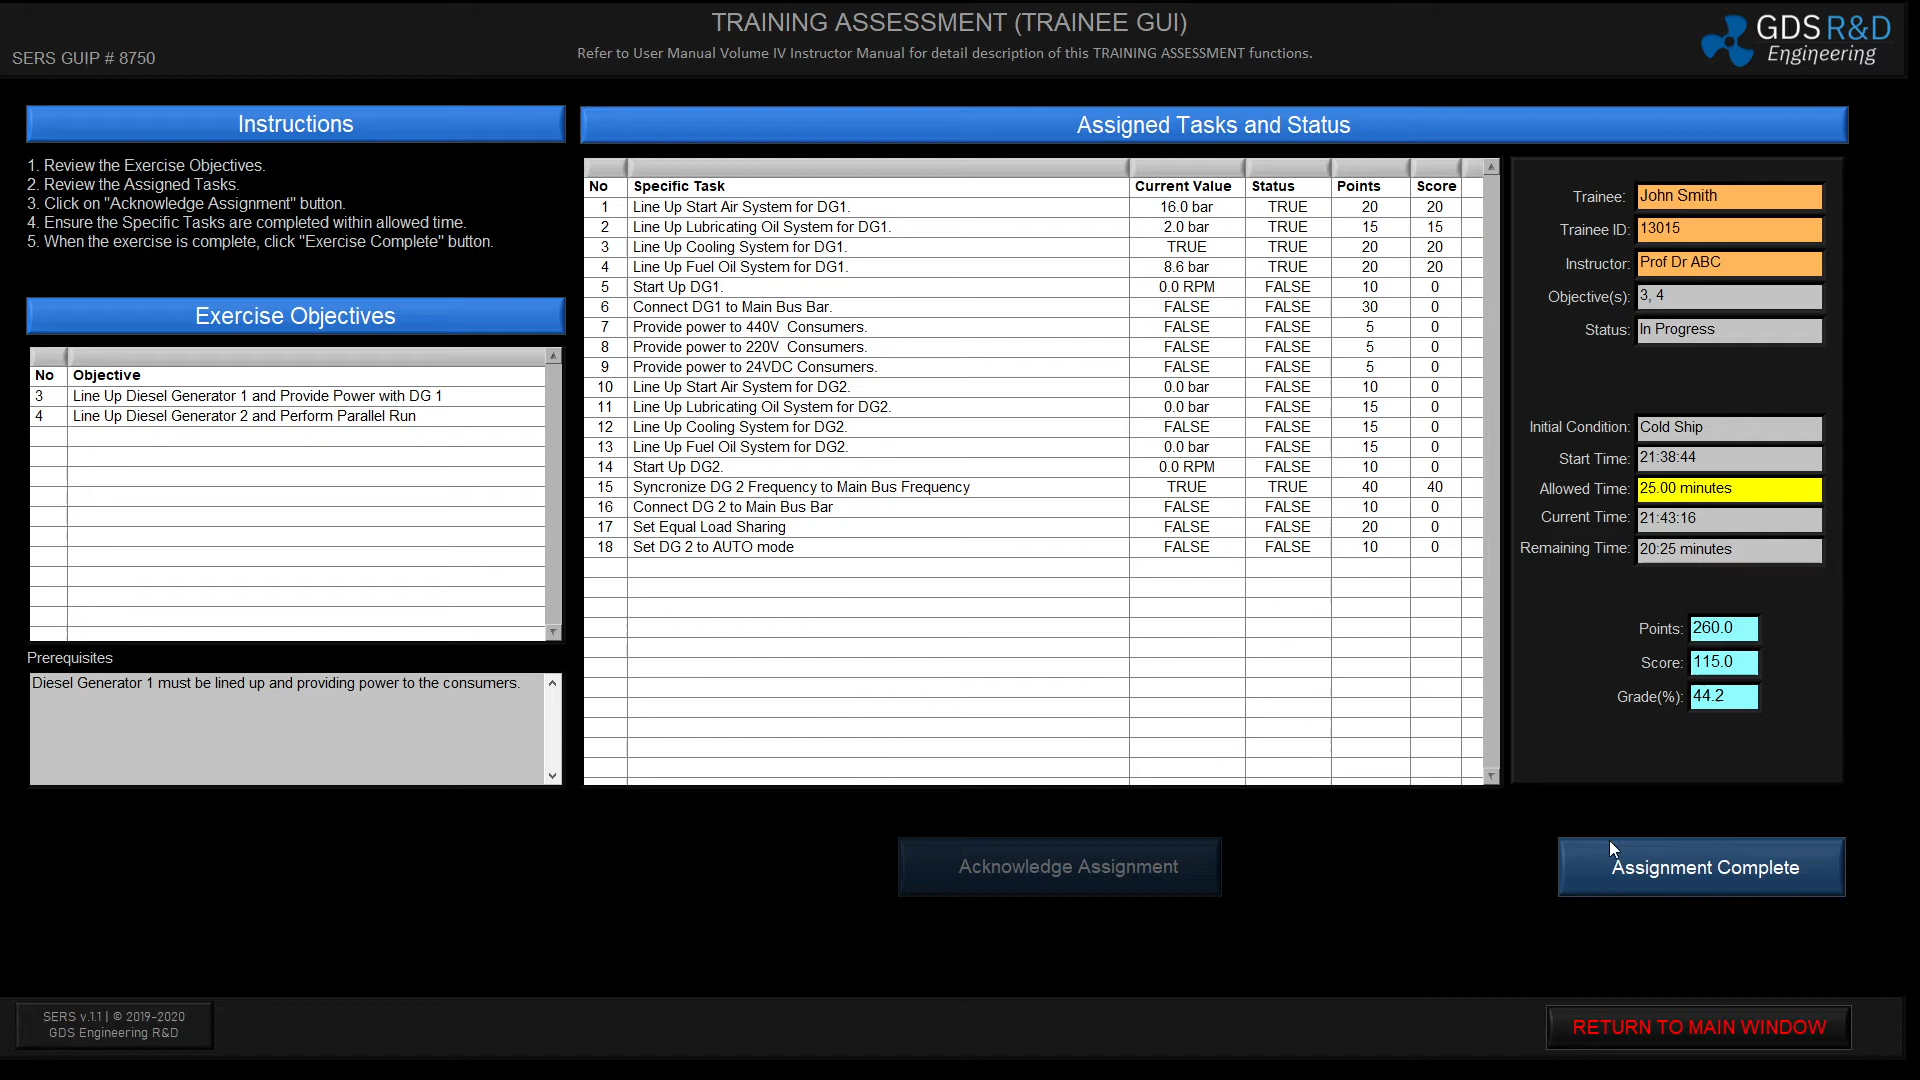 TRAINING ASSESSMENT (TRAINEE GUI)
Refer to User Manual Volume IV Instructor Manual for detail description of this TRAINING ASSESSMENT functions.
SERS GUIP # 8750
GDS R&D
Engineering
Instructions
1. Review the Exercise Objectives.
2. Review the Assigned Tasks.
3. Click on "Acknowledge Assignment" button.
4. Ensure the Specific Tasks are completed within allowed time.
5. When the exercise is complete, click "Exercise Complete" button.
Exercise Objectives
No Objective
3 Line Up Diesel Generator 1 and Provide Power with DG 1
4 Line Up Diesel Generator 2 and Perform Parallel Run
Prerequisites
Diesel Generator 1 must be lined up and providing power to the consumers.
Assigned Tasks and Status
No Specific Task Current Value Status Points Score
1 Line Up Start Air System for DG1. 16.0 bar TRUE 20 20
2 Line Up Lubricating Oil System for DG1. 2.0 bar TRUE 15 15
3 Line Up Cooling System for DG1. TRUE TRUE 20 20
4 Line Up Fuel Oil System for DG1. 8.6 bar TRUE 20 20
5 Start Up DG1. 0.0 RPM FALSE 10 0
6 Connect DG1 to Main Bus Bar. FALSE FALSE 30 0
7 Provide power to 440V Consumers. FALSE FALSE 5 0
8 Provide power to 220V Consumers. FALSE FALSE 5 0
9 Provide power to 24VDC Consumers. FALSE FALSE 5 0
10 Line Up Start Air System for DG2. 0.0 bar FALSE 10 0
11 Line Up Lubricating Oil System for DG2. 0.0 bar FALSE 15 0
12 Line Up Cooling System for DG2. FALSE FALSE 15 0
13 Line Up Fuel Oil System for DG2. 0.0 bar FALSE 15 0
14 Start Up DG2. 0.0 RPM FALSE 10 0
15 Syncronize DG 2 Frequency to Main Bus Frequency TRUE TRUE 40 40
16 Connect DG 2 to Main Bus Bar FALSE FALSE 10 0
17 Set Equal Load Sharing FALSE FALSE 20 0
18 Set DG 2 to AUTO mode FALSE FALSE 10 0
Trainee: John Smith
Trainee ID: 13015
Instructor: Prof Dr ABC
Objective(s): 3, 4
Status: In Progress
Initial Condition: Cold Ship
Start Time: 21:38:44
Allowed Time: 25.00 minutes
Current Time: 21:43:16
Remaining Time: 20:25 minutes
Points: 260.0
Score: 115.0
Grade(%): 44.2
Acknowledge Assignment
Assignment Complete
SERS v.1.1 | © 2019-2020
GDS Engineering R&D
RETURN TO MAIN WINDOW